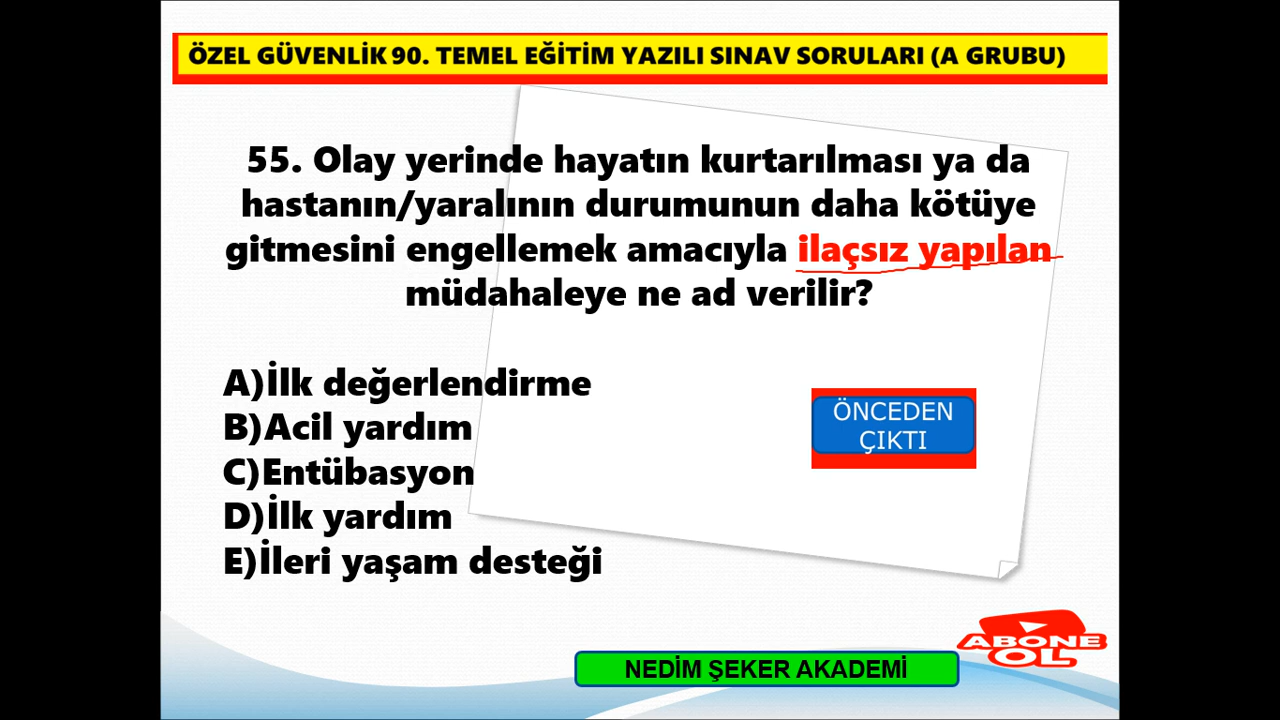 ÖZEL GÜVENLİK 90. TEMEL EĞİTİM YAZILI SINAV SORULARI (A GRUBU)
55. Olay yerinde hayatın kurtarılması ya da
hastanın/yaralının durumunun daha kötüye
gitmesini engellemek amacıyla ilaçsız yapılan
müdahaleye ne ad verilir?
A)İlk değerlendirme
B)Acil yardım
C)Entübasyon
D)İlk yardım
E)İleri yaşam desteği
ÖNCEDEN
ÇIKTI
ABONE
OL
NEDİM ŞEKER AKADEMİ